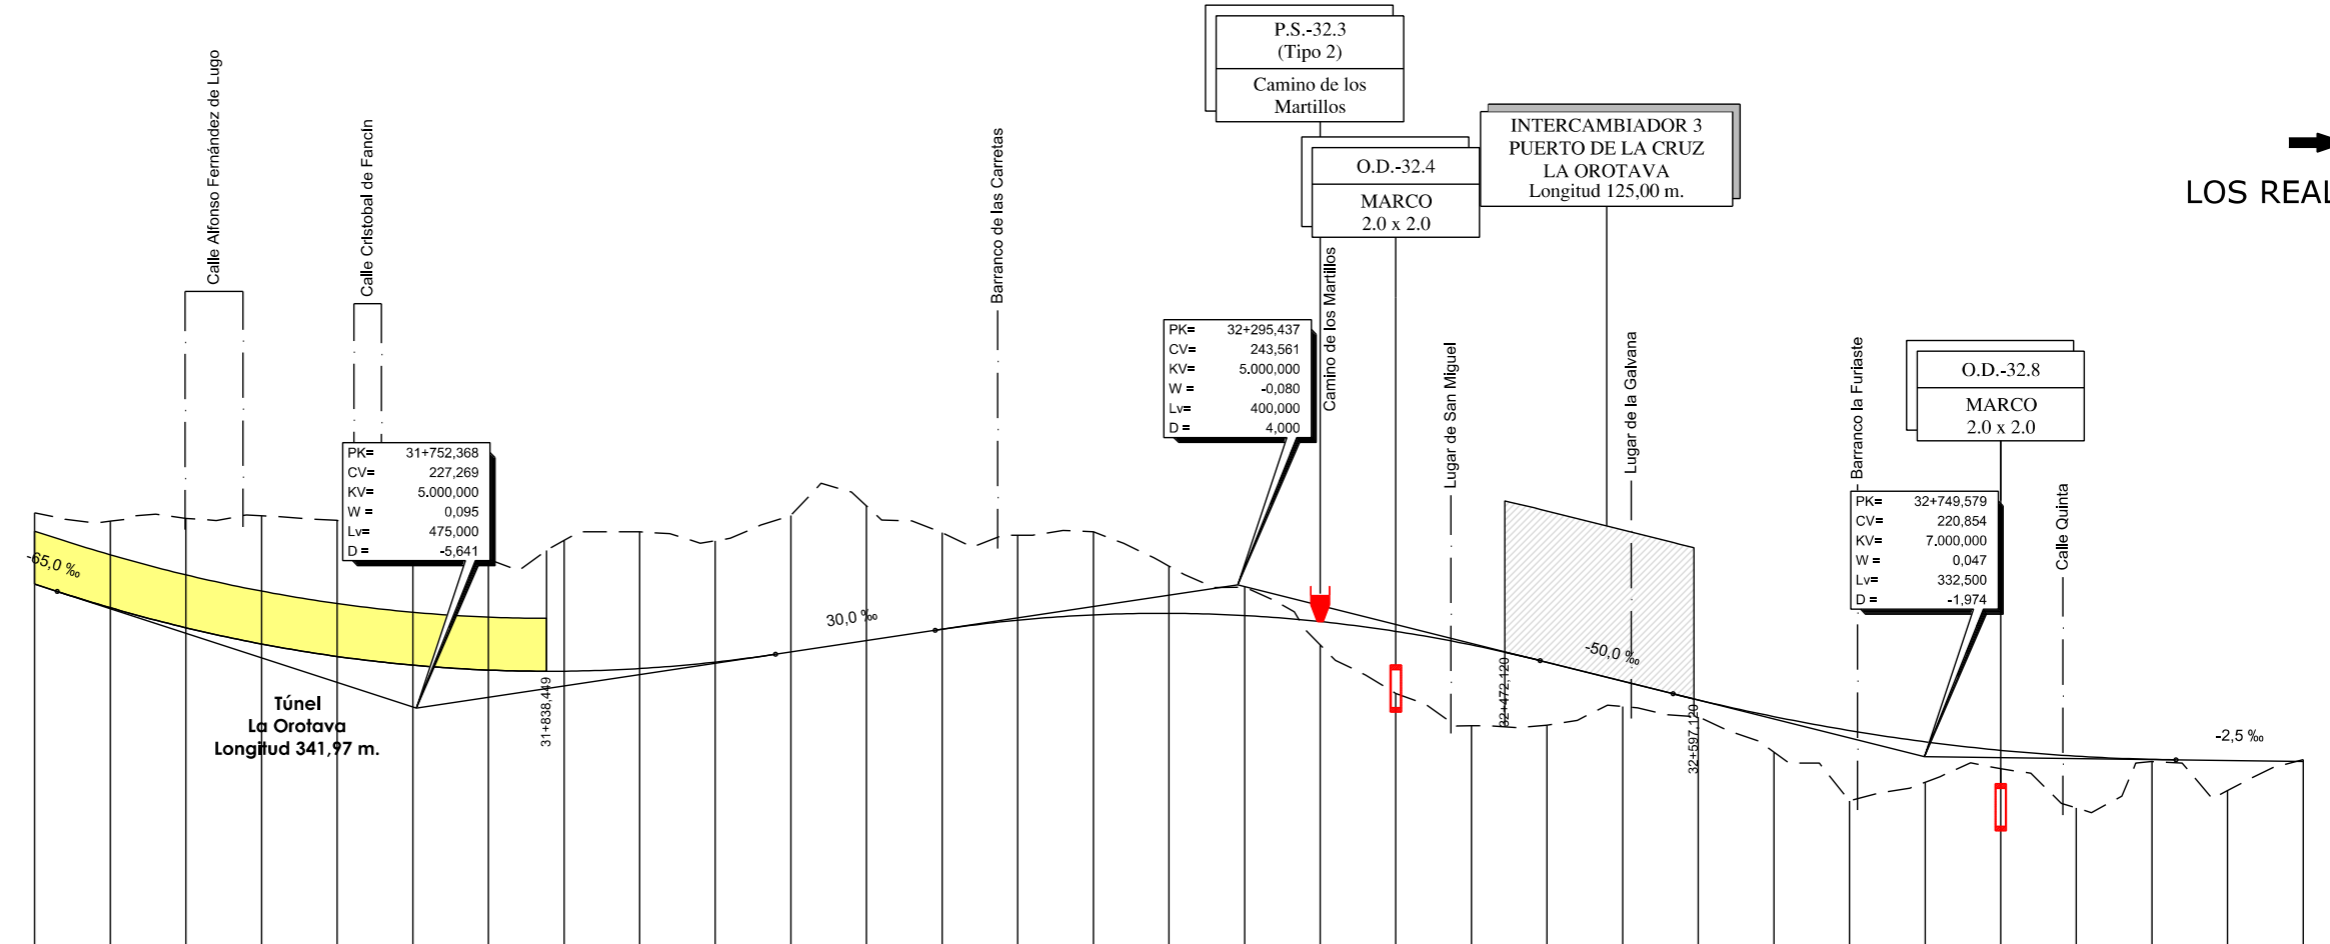 P.S.-32.3
(Tipo 2)
Camino de los
Martillos
O.D.-32.4
MARCO
2.0 x 2.0
INTERCAMBIADOR 3
PUERTO DE LA CRUZ
LA OROTAVA
Longitud 125,00 m.
LOS REAL
Calle Alfonso Fernández de Lugo
Calle Cristobal de Fancín
Barranco de las Carretas
Camino de los Martillos
Lugar de San Miguel
Lugar de la Galvana
Barranco la Furiaste
Calle Quinta
O.D.-32.8
MARCO
2.0 x 2.0
PK= 31+752,368
CV= 227,269
KV= 5.000,000
W = 0,095
Lv= 475,000
D = -5,641
PK= 32+295,437
CV= 243,561
KV= 5.000,000
W = -0,080
Lv= 400,000
D = 4,000
PK= 32+749,579
CV= 220,854
KV= 7.000,000
W = 0,047
Lv= 332,500
D = -1,974
-65,0 ‰
30,0 ‰
-50,0 ‰
-2,5 ‰
Túnel
La Orotava
Longitud 341,97 m.
31+838,449
32+472,120
32+597,120